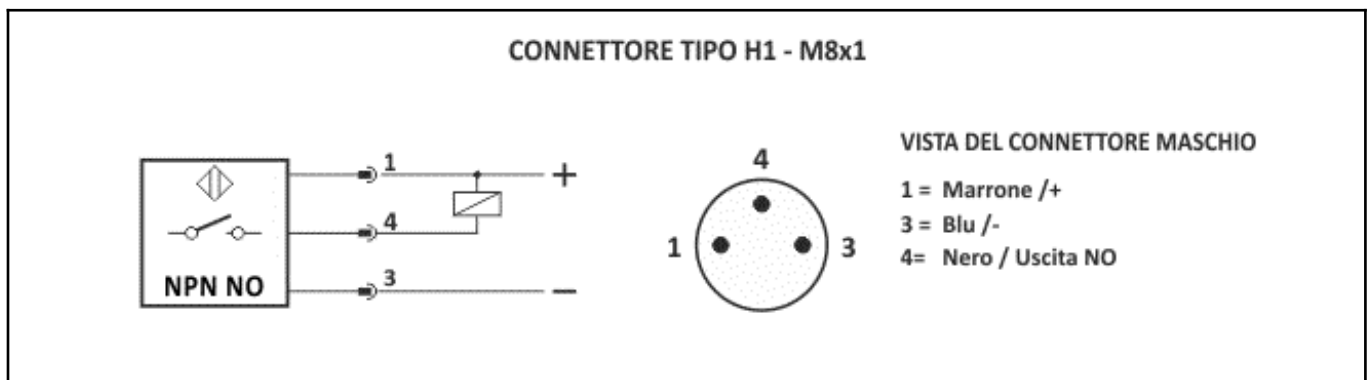 CONNETTORE TIPO H1 - M8x1
1
+
4
NPN NO
3
−
4
1
3
VISTA DEL CONNETTORE MASCHIO
1 = Marrone /+
3 = Blu /-
4= Nero / Uscita NO